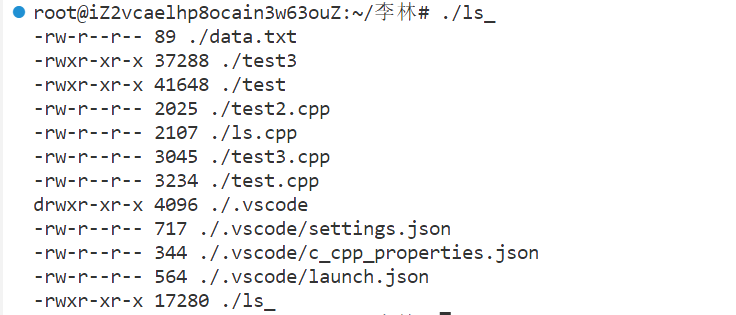 root@iZ2vcaelhp8ocain3w63ouZ:~/李林# ./ls_
-rw-r--r-- 89 ./data.txt
-rwxr-xr-x 37288 ./test3
-rwxr-xr-x 41648 ./test
-rw-r--r-- 2025 ./test2.cpp
-rw-r--r-- 2107 ./ls.cpp
-rw-r--r-- 3045 ./test3.cpp
-rw-r--r-- 3234 ./test.cpp
drwxr-xr-x 4096 ./.vscode
-rw-r--r-- 717 ./.vscode/settings.json
-rw-r--r-- 344 ./.vscode/c_cpp_properties.json
-rw-r--r-- 564 ./.vscode/launch.json
-rwxr-xr-x 17280 ./ls_